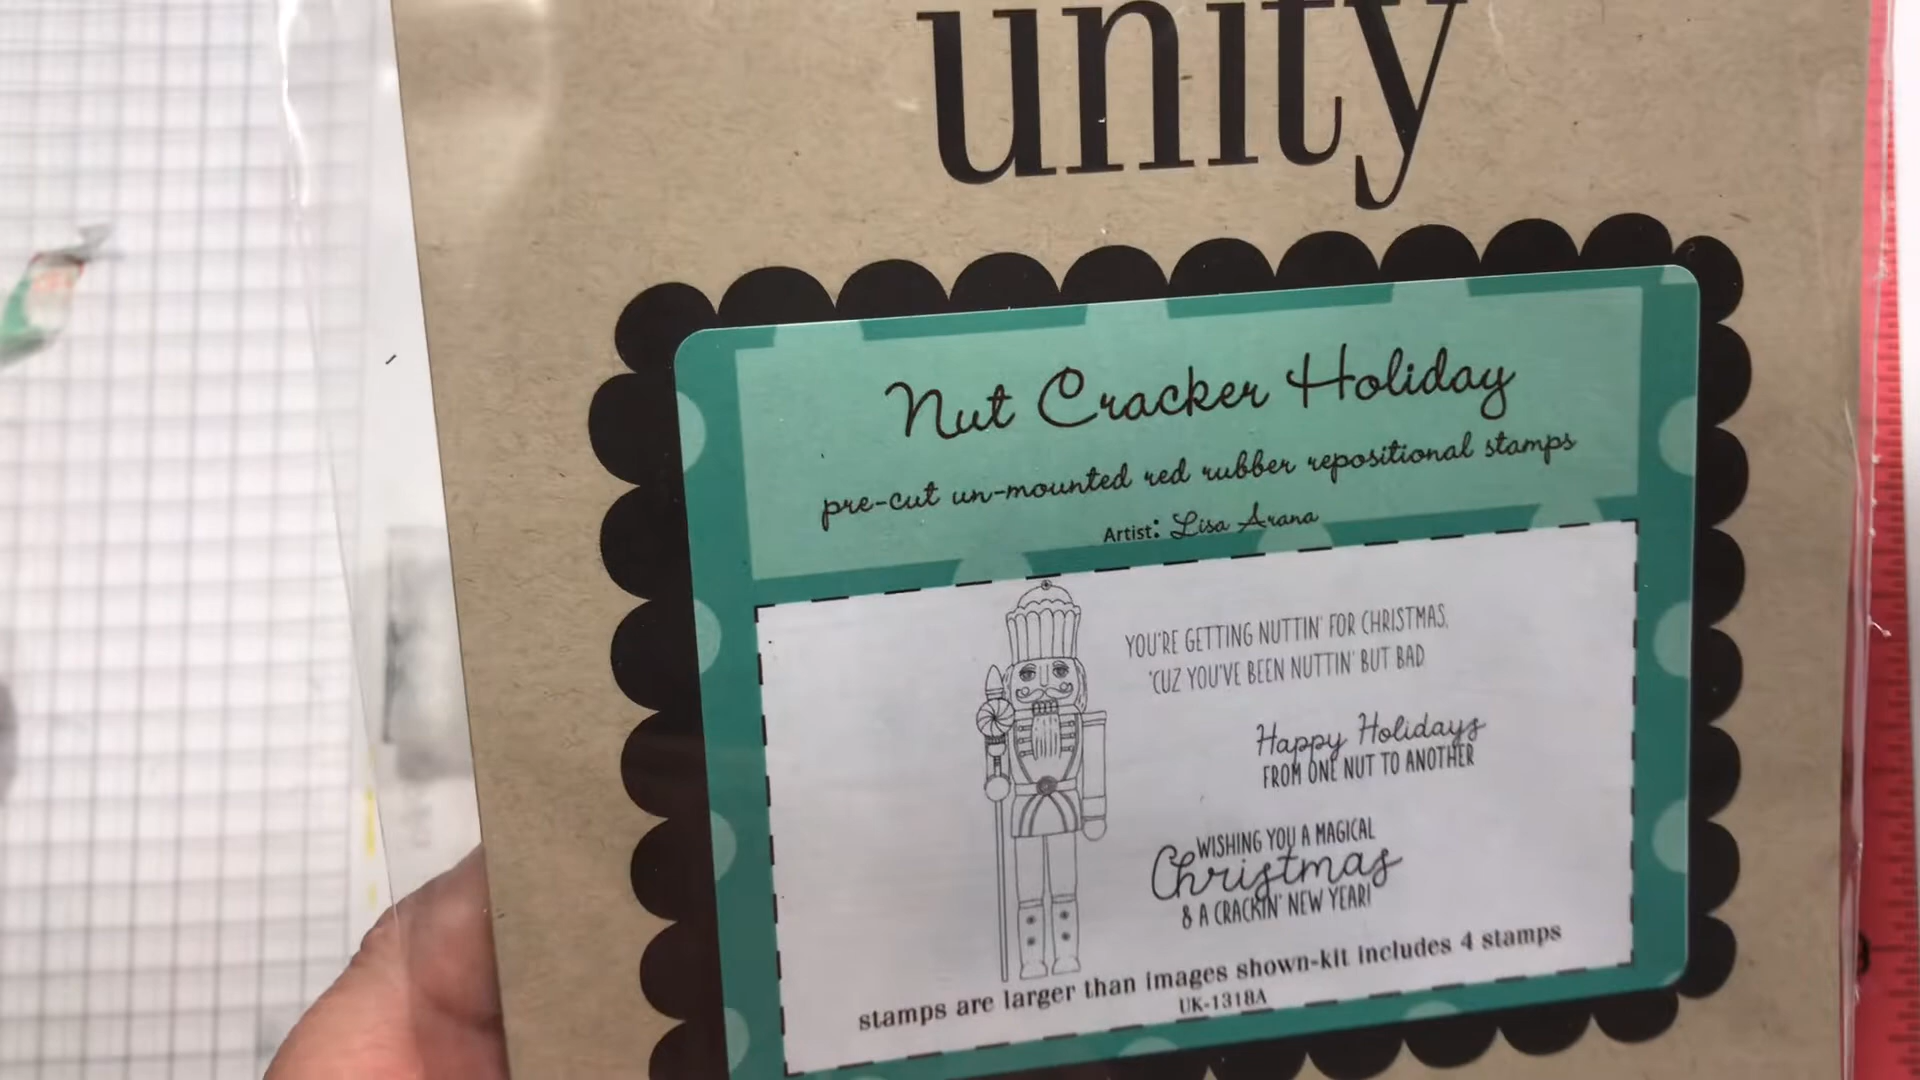 unity
Nut Cracker Holiday
pre-cut un-mounted red rubber repositional stamps
Artist: Lisa Arana
YOU'RE GETTING NUTTIN' FOR CHRISTMAS,
'CUZ YOU'VE BEEN NUTTIN' BUT BAD
Happy Holidays
FROM ONE NUT TO ANOTHER
WISHING YOU A MAGICAL
Christmas
& A CRACKIN' NEW YEAR!
stamps are larger than images shown-kit includes 4 stamps
UK-1318A